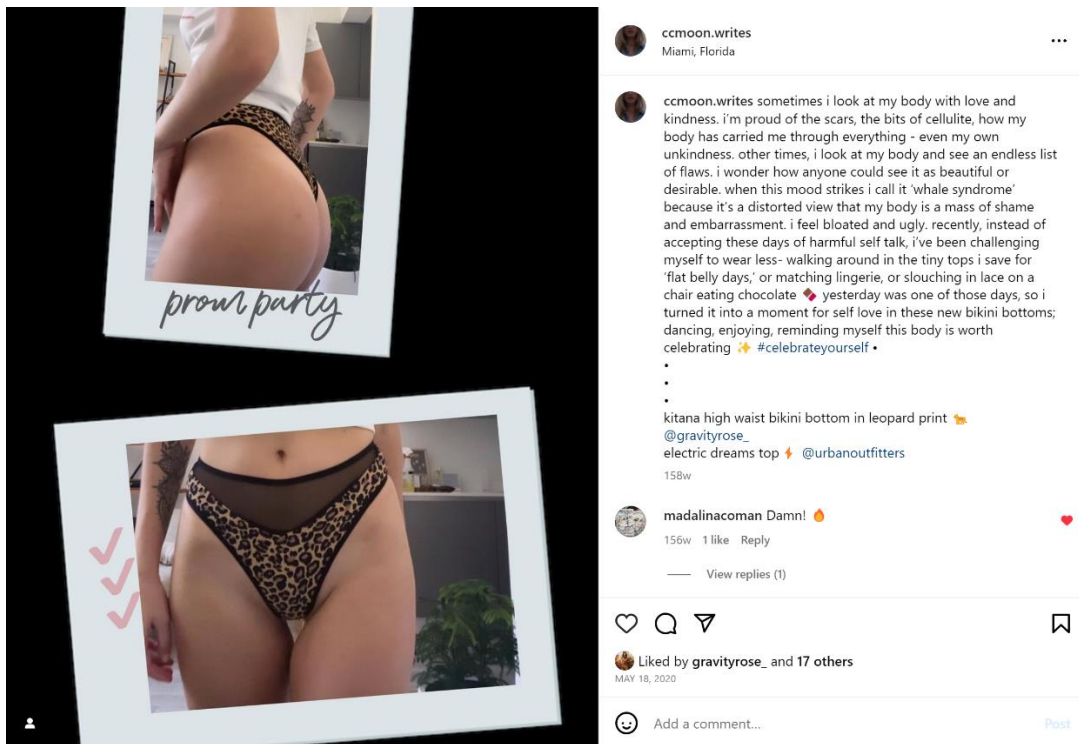 prom party
ccmoon.writes
Miami, Florida
ccmoon.writes sometimes i look at my body with love and
kindness. i'm proud of the scars, the bits of cellulite, how my
body has carried me through everything - even my own
unkindness. other times, i look at my body and see an endless list
of flaws. i wonder how anyone could see it as beautiful or
desirable. when this mood strikes i call it 'whale syndrome'
because it's a distorted view that my body is a mass of shame
and embarrassment. i feel bloated and ugly. recently, instead of
accepting these days of harmful self talk, i've been challenging
myself to wear less- walking around in the tiny tops i save for
'flat belly days,' or matching lingerie, or slouching in lace on a
chair eating chocolate 🍫 yesterday was one of those days, so i
turned it into a moment for self love in these new bikini bottoms;
dancing, enjoying, reminding myself this body is worth
celebrating ✨ #celebrateyourself •
•
•
•
kitana high waist bikini bottom in leopard print 🐆
@gravityrose_
electric dreams top ⚡ @urbanoutfitters
158w
madalinacoman Damn! 🔥
156w 1 like Reply
View replies (1)
Liked by gravityrose_ and 17 others
MAY 18, 2020
Add a comment...
Post